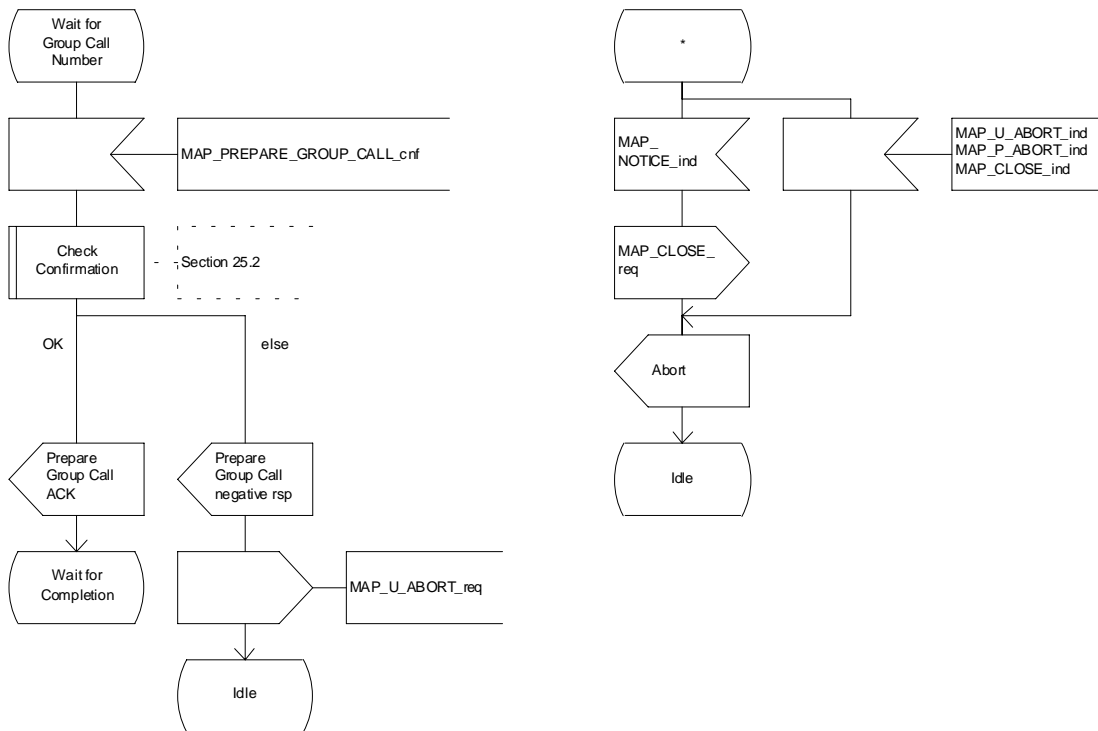 Wait for
Group Call
Number
MAP_PREPARE_GROUP_CALL_cnf
Check
Confirmation
Section 25.2
OK
else
Prepare
Group Call
ACK
Prepare
Group Call
negative rsp
Wait for
Completion
MAP_U_ABORT_req
Idle
*
MAP_
NOTICE_ind
MAP_U_ABORT_ind
MAP_P_ABORT_ind
MAP_CLOSE_ind
MAP_CLOSE_
req
Abort
Idle